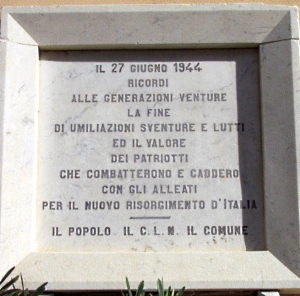 IL 27 GIUGNO 1944
RICORDI
ALLE GENERAZIONI VENTURE
LA FINE
DI UMILIAZIONI SVENTURE E LUTTI
ED IL VALORE
DEI PATRIOTTI
CHE COMBATTERONO E CADDERO
CON GLI ALLEATI
PER IL NUOVO RISORGIMENTO D'ITALIA
IL POPOLO IL C.L.N. IL COMUNE